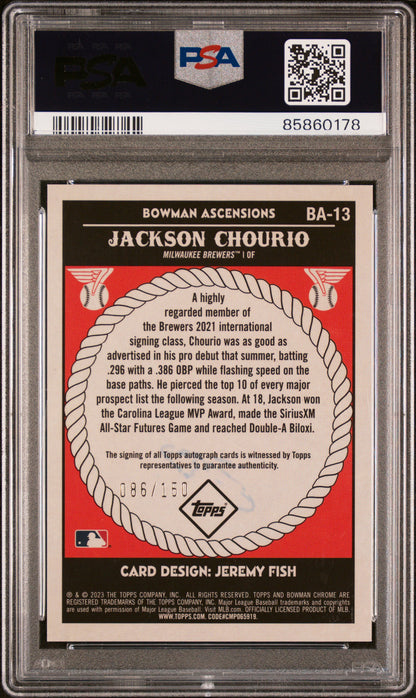 PSA
PSA
85860178
BOWMAN ASCENSIONS BA-13
JACKSON CHOURIO
MILWAUKEE BREWERS™ | OF
A highly
regarded member of
the Brewers 2021 international
signing class, Chourio was as good as
advertised in his pro debut that summer, batting
.296 with a .386 OBP while flashing speed on the
base paths. He pierced the top 10 of every major
prospect list the following season. At 18, Jackson won
the Carolina League MVP Award, made the SiriusXM
All-Star Futures Game and reached Double-A Biloxi.
The signing of all Topps autograph cards is witnessed by Topps
representatives to guarantee authenticity.
086/150
topps
CARD DESIGN: JEREMY FISH
® & © 2023 THE TOPPS COMPANY, INC. ALL RIGHTS RESERVED. TOPPS AND BOWMAN CHROME ARE
REGISTERED TRADEMARKS OF THE TOPPS COMPANY, INC. Major League Baseball trademarks and copyrights
are used with permission of Major League Baseball. Visit MLB.com. OFFICIALLY LICENSED PRODUCT OF MLB.
WWW.TOPPS.COM, CODE#CMP065919.